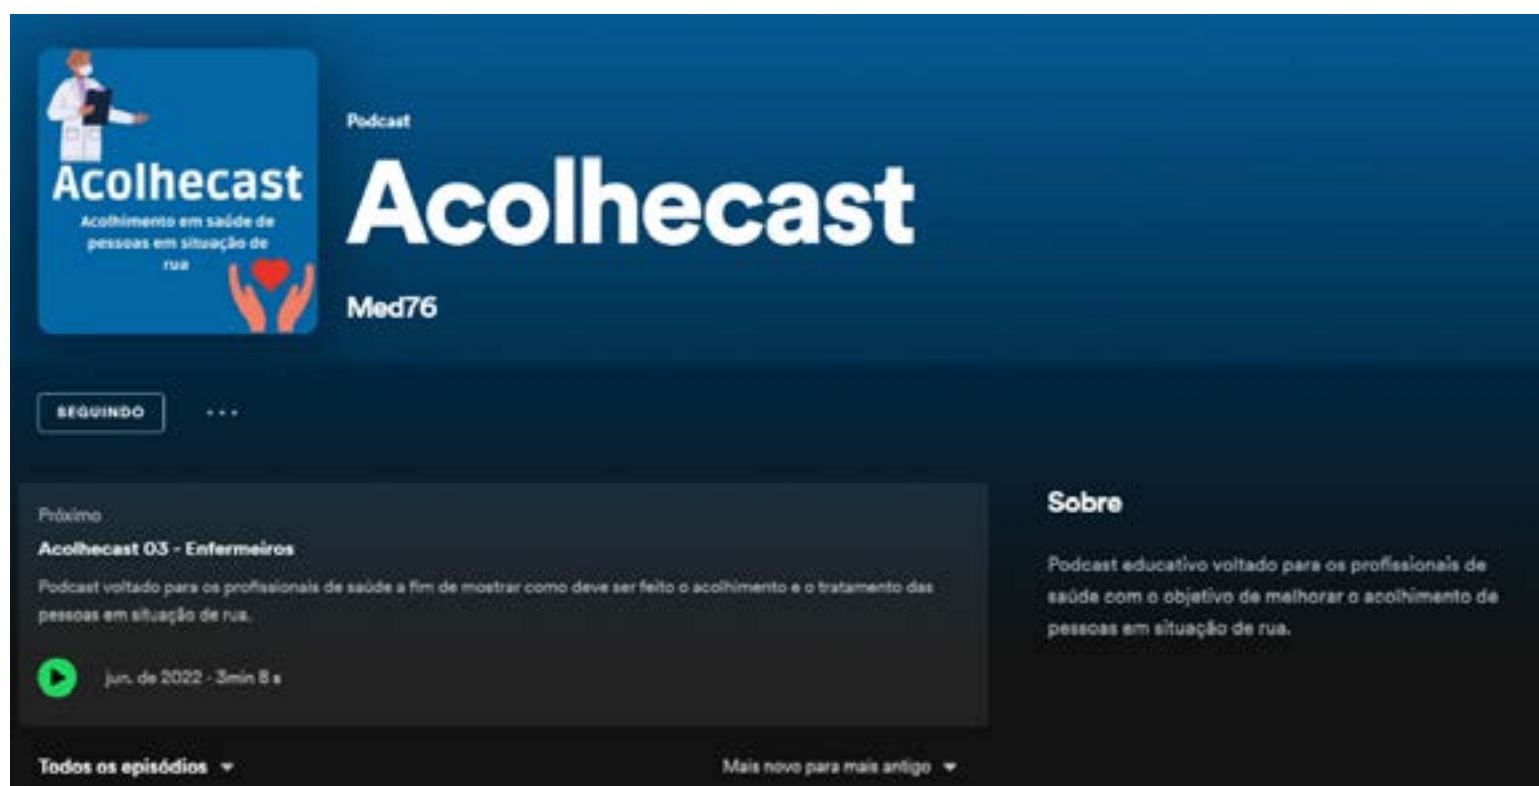 Acolhecast
Acolhimento em saúde de
pessoas em situação de
rua
Podcast
Acolhecast
Med76
SEGUINDO
Próximo
Acolhecast 03 - Enfermeiros
Podcast voltado para os profissionais de saúde a fim de mostrar como deve ser feito o acolhimento e o tratamento das
pessoas em situação de rua.
jun. de 2022 · 3min 8 s
Sobre
Podcast educativo voltado para os profissionais de
saúde com o objetivo de melhorar o acolhimento de
pessoas em situação de rua.
Todos os episódios
Mais novo para mais antigo